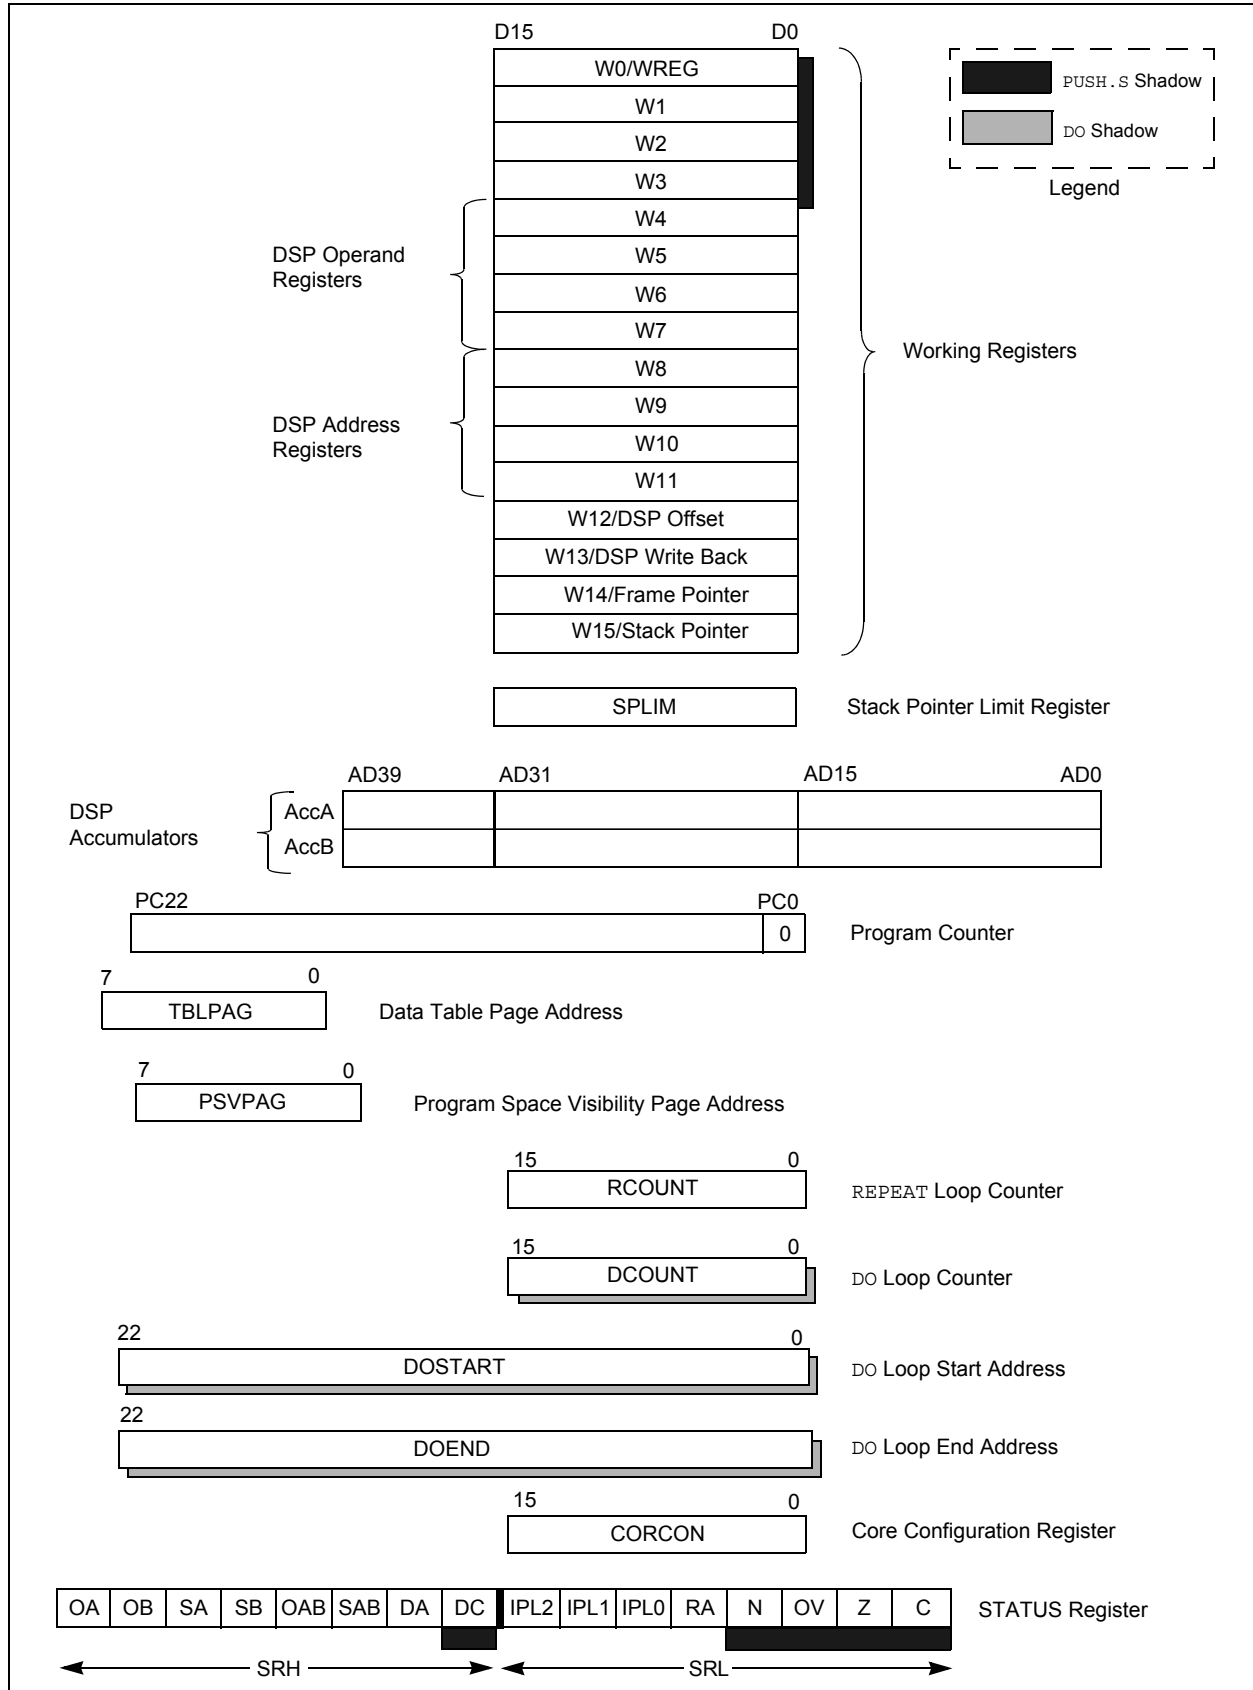 D15 D0
W0/WREG
PUSH.S Shadow
W1
DO Shadow
W2
W3
Legend
W4
DSP Operand
Registers
W5
W6
W7
Working Registers
W8
W9
DSP Address
Registers
W10
W11
W12/DSP Offset
W13/DSP Write Back
W14/Frame Pointer
W15/Stack Pointer
SPLIM Stack Pointer Limit Register
AD39 AD31 AD15 AD0
DSP
Accumulators
AccA
AccB
PC22 PC0
0 Program Counter
7 0
TBLPAG Data Table Page Address
7 0
PSVPAG Program Space Visibility Page Address
15 0
RCOUNT REPEAT Loop Counter
15 0
DCOUNT DO Loop Counter
22 0
DOSTART DO Loop Start Address
22
DOEND DO Loop End Address
15 0
CORCON Core Configuration Register
OA OB SA SB OAB SAB DA DC IPL2 IPL1 IPL0 RA N OV Z C STATUS Register
SRH SRL